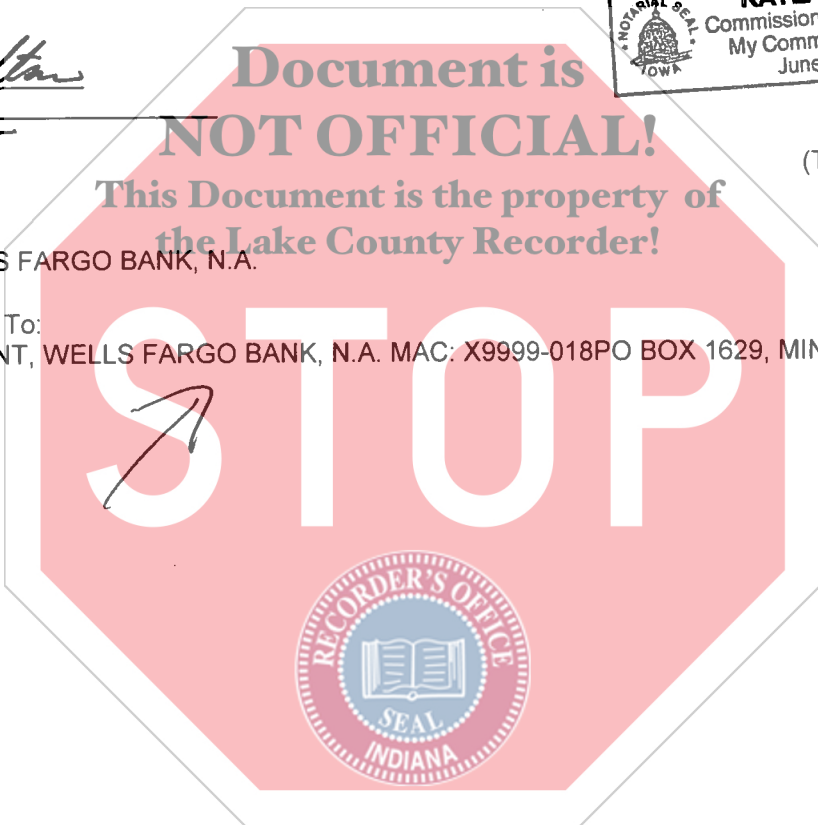 NOTARIAL SEAL
IOWA
Commission
My Comm
June
Document is
NOT OFFICIAL!
This Document is the property of
the Lake County Recorder!
(T
S FARGO BANK, N.A.
To:
NT, WELLS FARGO BANK, N.A. MAC: X9999-018PO BOX 1629, MIN
STOP
RECORDER'S OFFICE
SEAL
INDIANA